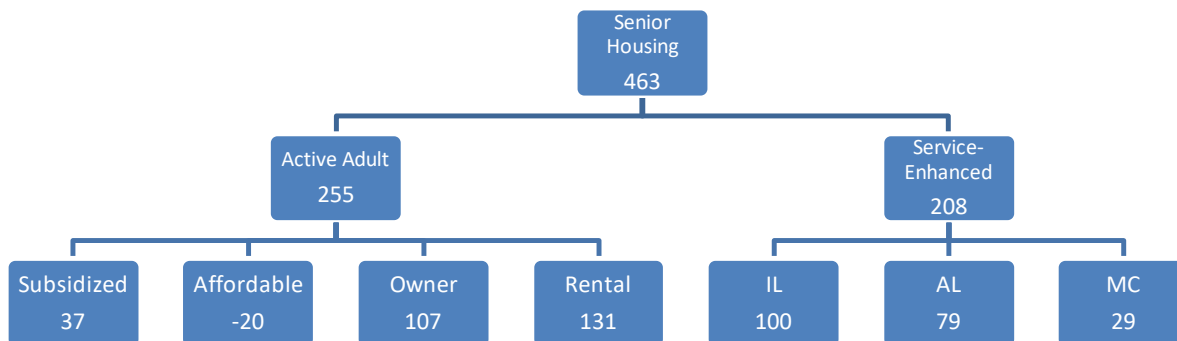 Senior
Housing
463
Active Adult
255
Service-
Enhanced
208
Subsidized
37
Affordable
-20
Owner
107
Rental
131
IL
100
AL
79
MC
29